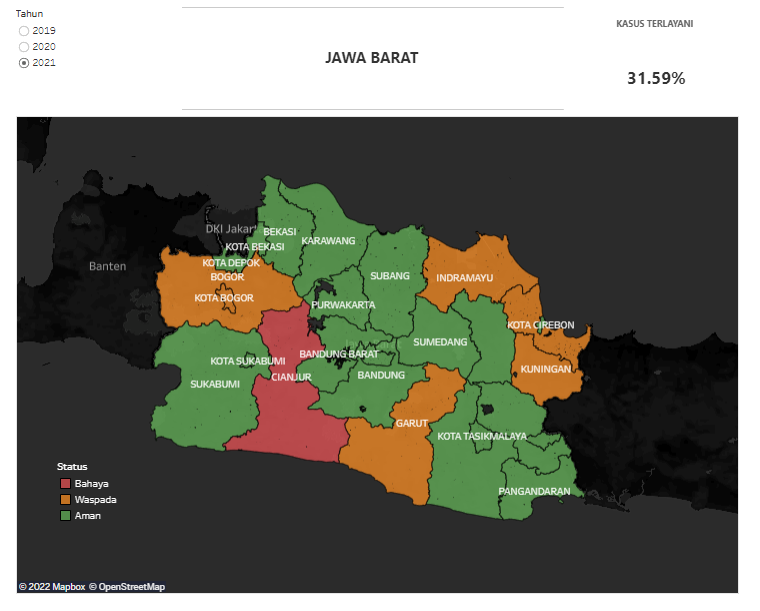 Tahun
2019
2020
2021
JAWA BARAT
KASUS TERLAYANI
31.59%
DKI Jakar
BEKASI
KOTA BEKASI
KARAWANG
KOTA DEPOK
Banten
BOGOR
SUBANG
INDRAMAYU
KOTA BOGOR
PURWAKARTA
KOTA CIREBON
SUMEDANG
BANDUNG BARAT
KOTA SUKABUMI
KUNINGAN
CIANJUR
BANDUNG
SUKABUMI
GARUT
KOTA TASIKMALAYA
PANGANDARAN
Status
Bahaya
Waspada
Aman
© 2022 Mapbox © OpenStreetMap